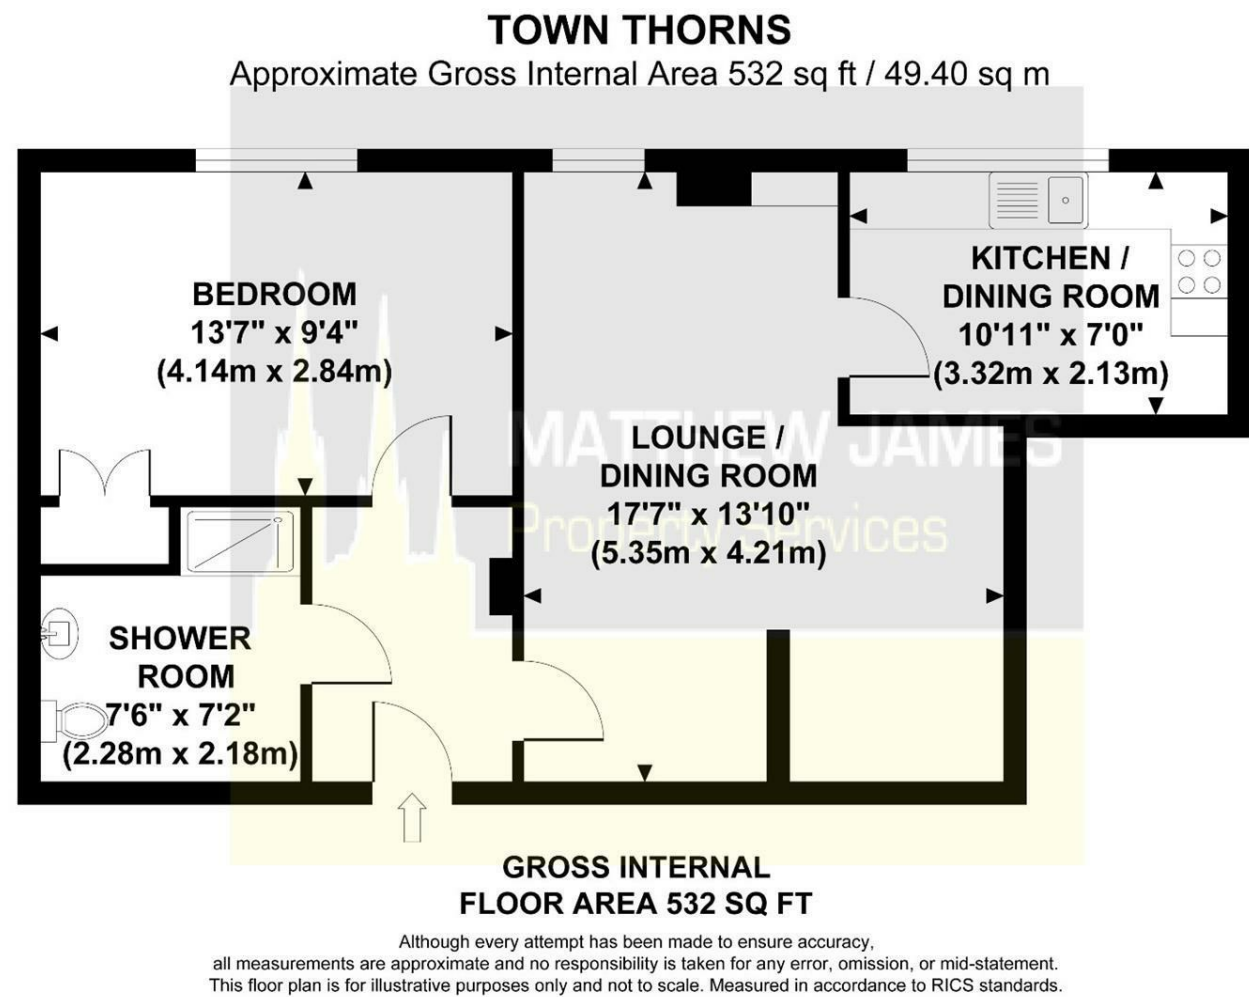 TOWN THORNS
Approximate Gross Internal Area 532 sq ft / 49.40 sq m
BEDROOM
13'7" x 9'4"
(4.14m x 2.84m)
KITCHEN /
DINING ROOM
10'11" x 7'0"
(3.32m x 2.13m)
MATTHEW JAMES
Property Services
LOUNGE /
DINING ROOM
17'7" x 13'10"
(5.35m x 4.21m)
SHOWER
ROOM
7'6" x 7'2"
(2.28m x 2.18m)
GROSS INTERNAL
FLOOR AREA 532 SQ FT
Although every attempt has been made to ensure accuracy,
all measurements are approximate and no responsibility is taken for any error, omission, or mid-statement.
This floor plan is for illustrative purposes only and not to scale. Measured in accordance to RICS standards.